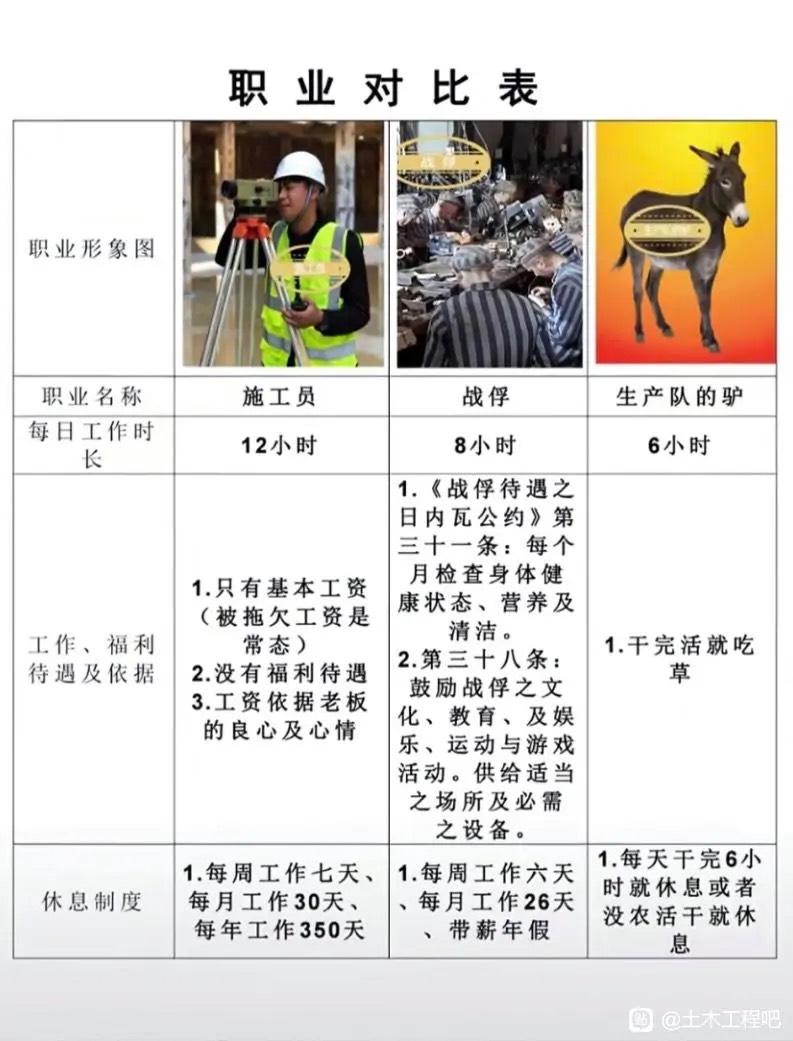 职业对比表
职业形象图
战俘
职业名称
施工员
战俘
生产队的驴
每日工作时
长
12小时
8小时
6小时
工作、福利
待遇及依据
1.只有基本工资
（被拖欠工资是
常态）
2.没有福利待遇
3.工资依据老板
的良心及心情
1.《战俘待遇之
日内瓦公约》第
三十一条：每个
月检查身体健
康状态、营养及
清洁。
2.第三十八条：
鼓励战俘之文
化、教育、及娱
乐、运动与游戏
活动。供给适当
之场所及必需
之设备。
1.干完活就吃
草
休息制度
1.每周工作七天、
每月工作30天、
每年工作350天
1.每周工作六天
、每月工作26天
、带薪年假
1.每天干完6小
时就休息或者
没农活干就休
息
贴 @土木工程吧